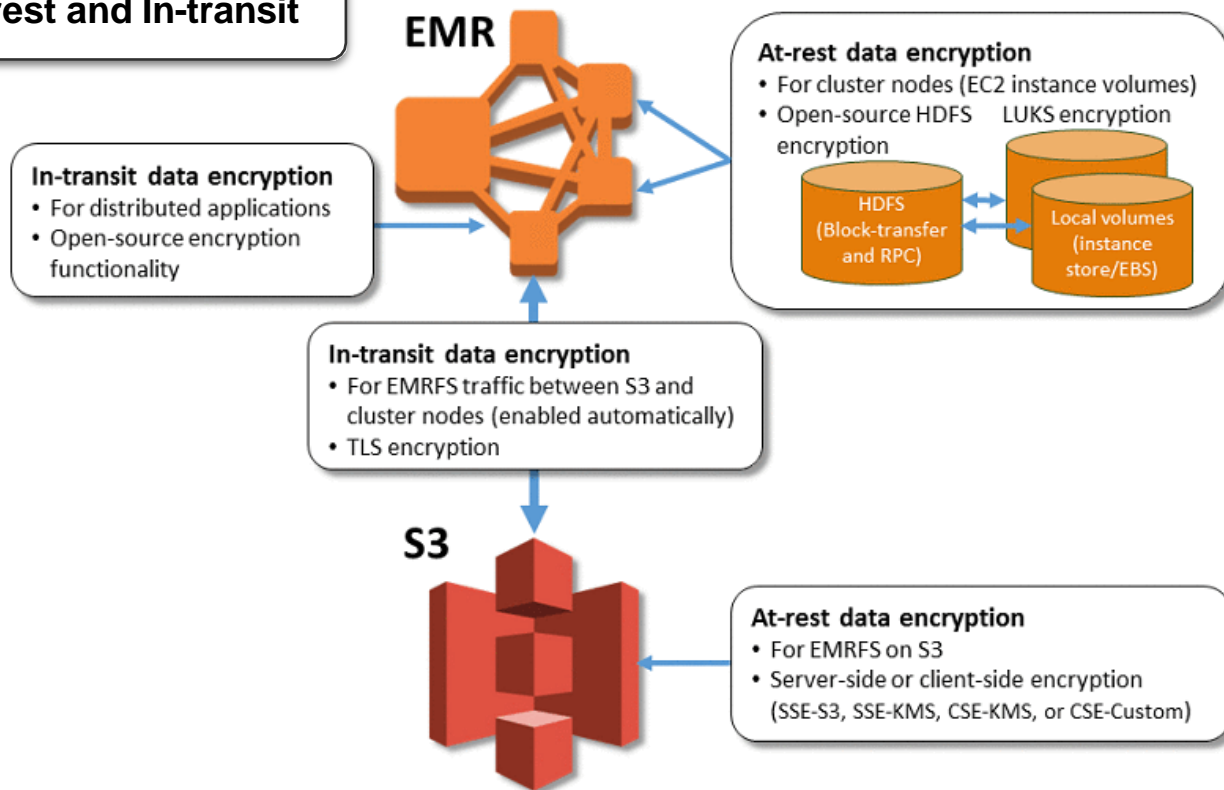 rest and In-transit
EMR
At-rest data encryption
• For cluster nodes (EC2 instance volumes)
• Open-source HDFS encryption
LUKS encryption
HDFS
(Block-transfer
and RPC)
Local volumes
(instance
store/EBS)
In-transit data encryption
• For distributed applications
• Open-source encryption
functionality
In-transit data encryption
• For EMRFS traffic between S3 and
cluster nodes (enabled automatically)
• TLS encryption
S3
At-rest data encryption
• For EMRFS on S3
• Server-side or client-side encryption
(SSE-S3, SSE-KMS, CSE-KMS, or CSE-Custom)